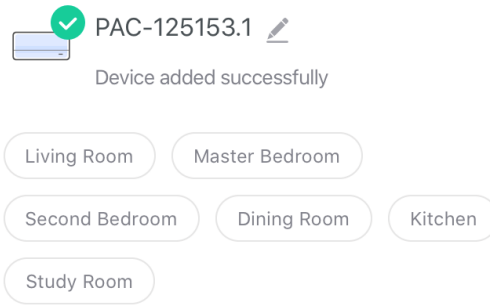 PAC-125153.1
Device added successfully
Living Room Master Bedroom
Second Bedroom Dining Room Kitchen
Study Room